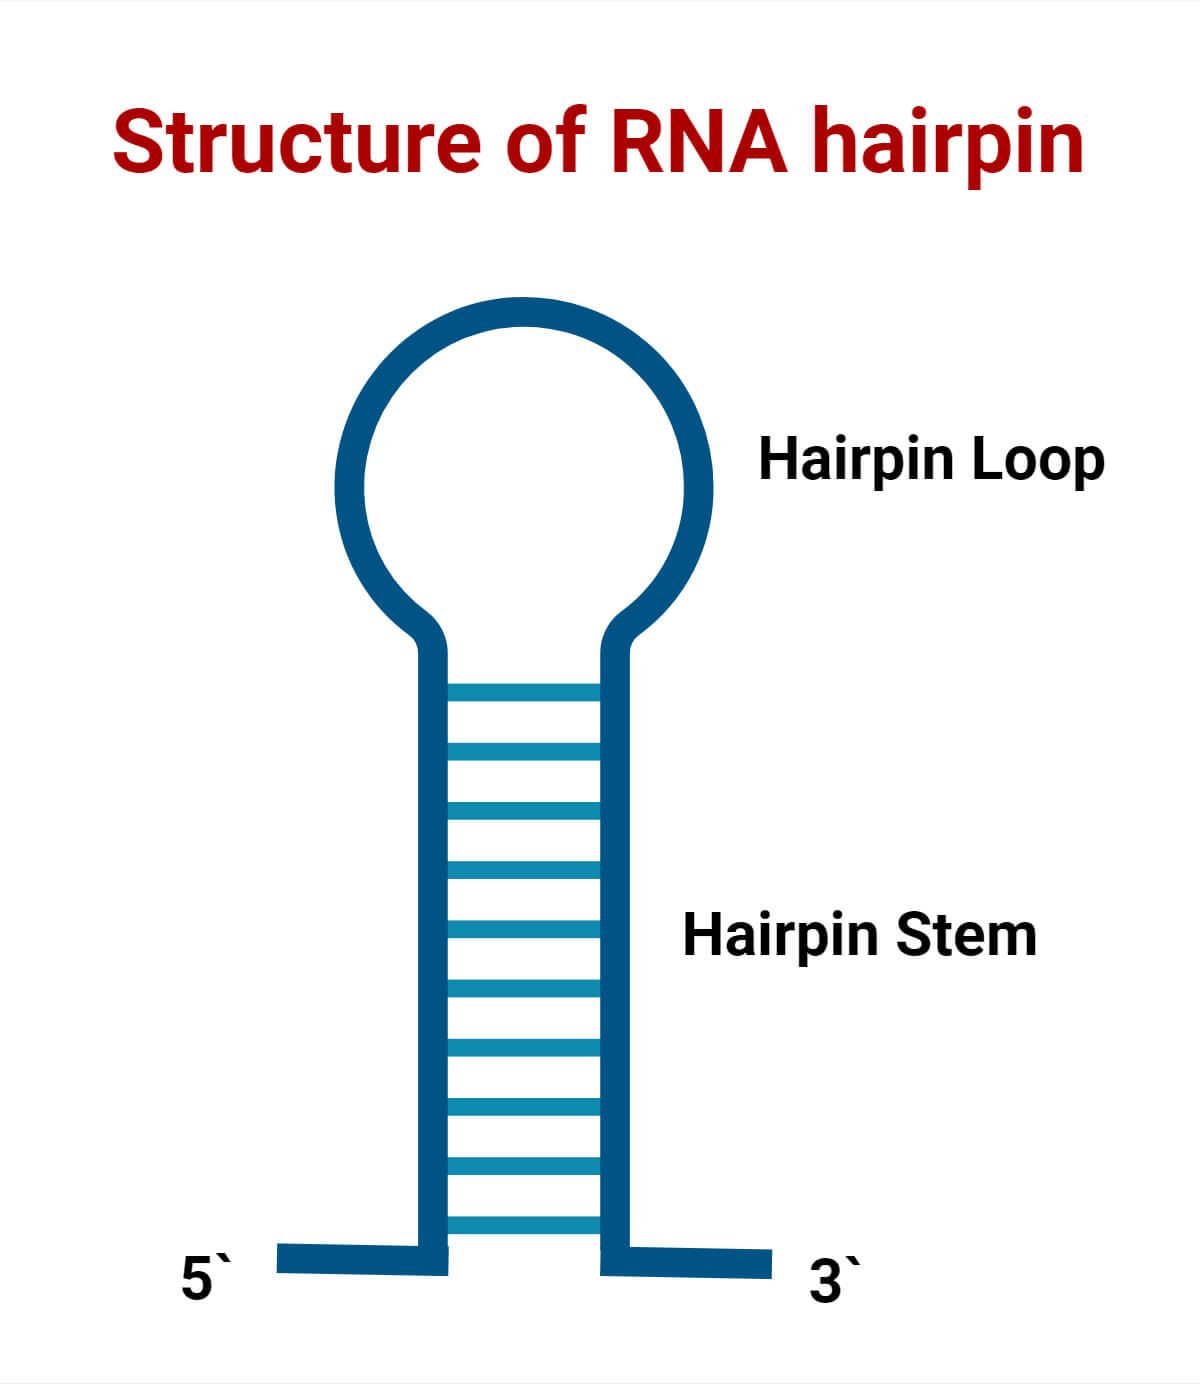 Structure of RNA hairpin
Hairpin Loop
Hairpin Stem
5`
3`